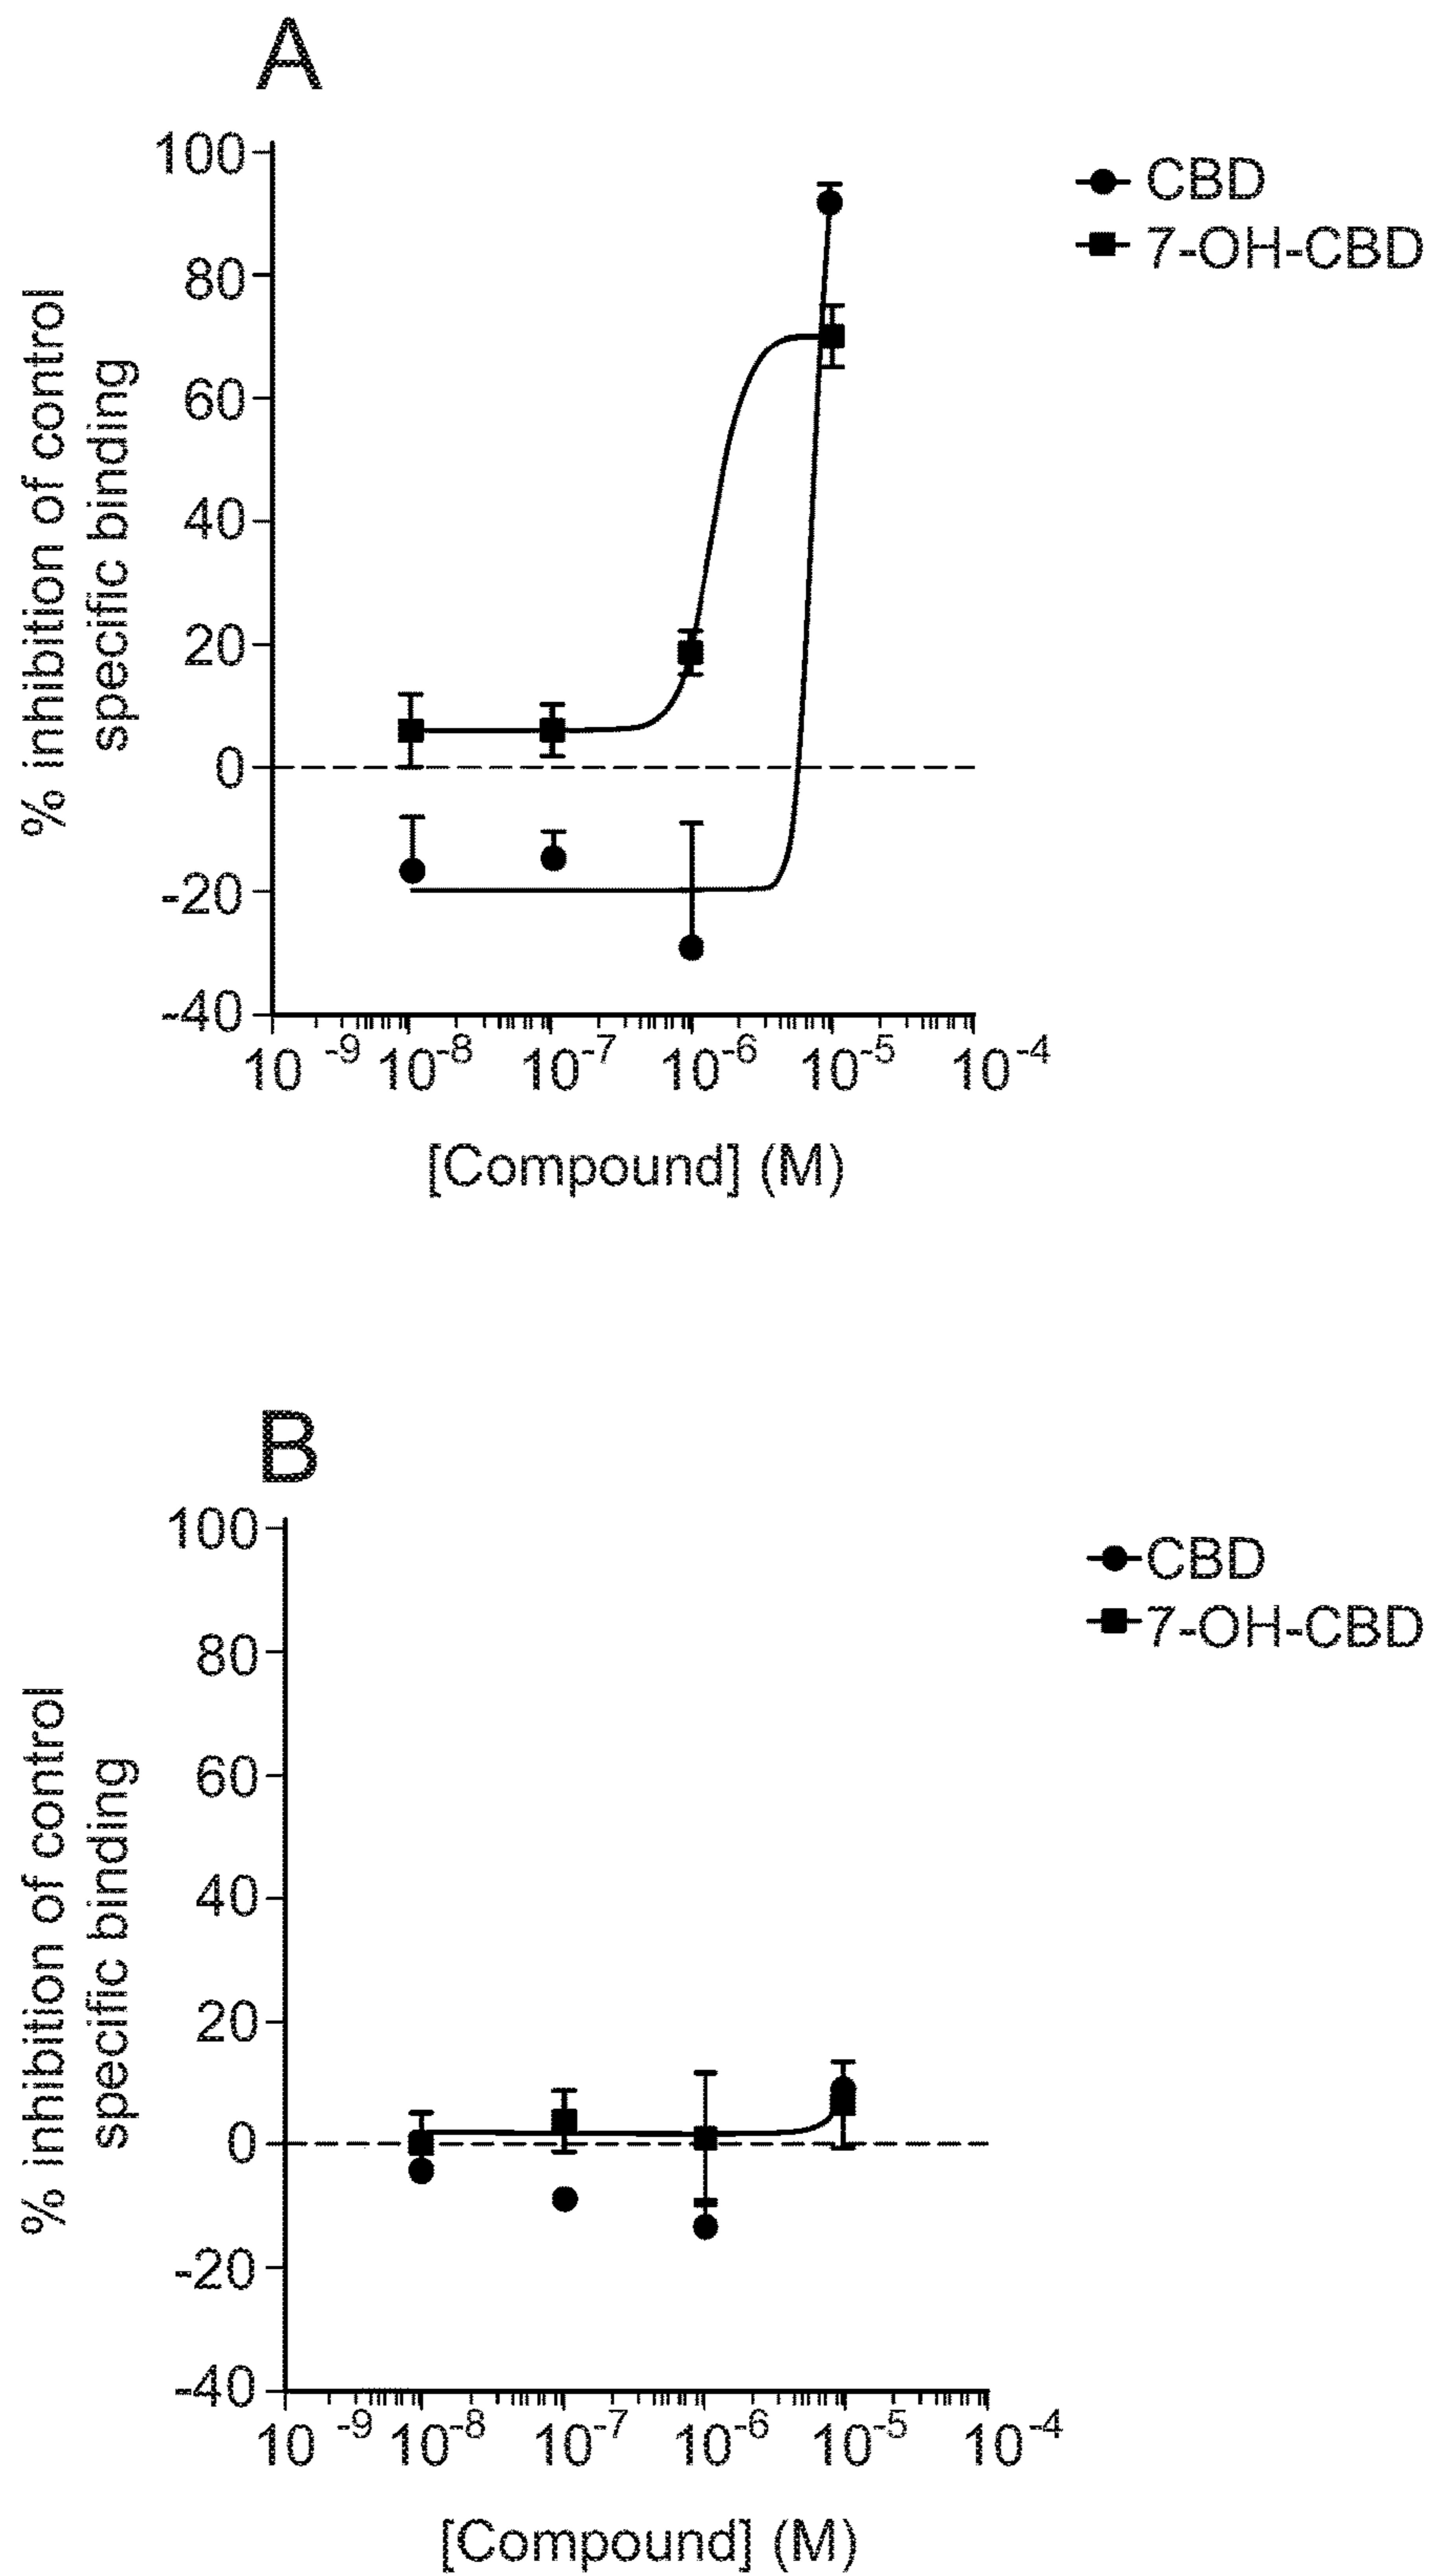 A
100
80
60
40
20
0
-20
-40
% inhibition of control
specific binding
CBD
7-OH-CBD
10-9 10-8 10-7 10-6 10-5 10-4
[Compound] (M)
B
100
80
60
40
20
0
-20
-40
% inhibition of control
specific binding
CBD
7-OH-CBD
10-9 10-8 10-7 10-6 10-5 10-4
[Compound] (M)